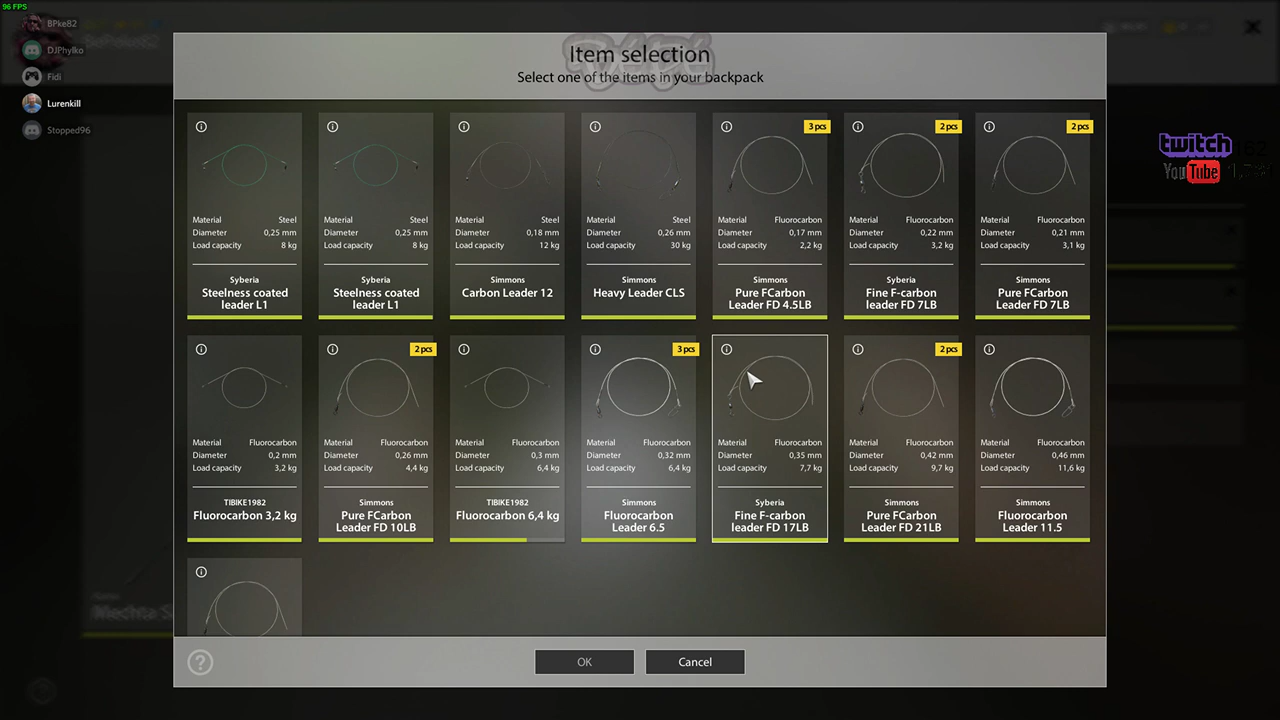 96 FPS
BPke82
DJPhylko
Fidi
Lurenkill
Stopped96
Item selection
Select one of the items in your backpack
twitch
YouTube
Material Steel
Diameter 0,25 mm
Load capacity 8 kg
Syberia
Steelness coated
leader L1
Material Steel
Diameter 0,25 mm
Load capacity 8 kg
Syberia
Steelness coated
leader L1
Material Steel
Diameter 0,18 mm
Load capacity 12 kg
Simmons
Carbon Leader 12
Material Steel
Diameter 0,26 mm
Load capacity 30 kg
Simmons
Heavy Leader CLS
3 pcs
Material Fluorocarbon
Diameter 0,17 mm
Load capacity 2,2 kg
Simmons
Pure FCarbon
Leader FD 4.5LB
2 pcs
Material Fluorocarbon
Diameter 0,22 mm
Load capacity 3,2 kg
Syberia
Fine F-carbon
leader FD 7LB
2 pcs
Material Fluorocarbon
Diameter 0,21 mm
Load capacity 3,1 kg
Simmons
Pure FCarbon
Leader FD 7LB
Material Fluorocarbon
Diameter 0,2 mm
Load capacity 3,2 kg
TIBIKE1982
Fluorocarbon 3,2 kg
2 pcs
Material Fluorocarbon
Diameter 0,26 mm
Load capacity 4,4 kg
Simmons
Pure FCarbon
Leader FD 10LB
Material Fluorocarbon
Diameter 0,3 mm
Load capacity 6,4 kg
TIBIKE1982
Fluorocarbon 6,4 kg
3 pcs
Material Fluorocarbon
Diameter 0,32 mm
Load capacity 6,4 kg
Simmons
Fluorocarbon
Leader 6.5
Material Fluorocarbon
Diameter 0,35 mm
Load capacity 7,7 kg
Syberia
Fine F-carbon
leader FD 17LB
2 pcs
Material Fluorocarbon
Diameter 0,42 mm
Load capacity 9,7 kg
Simmons
Pure FCarbon
Leader FD 21LB
Material Fluorocarbon
Diameter 0,46 mm
Load capacity 11,6 kg
Simmons
Fluorocarbon
Leader 11.5
Mechta
?
OK
Cancel